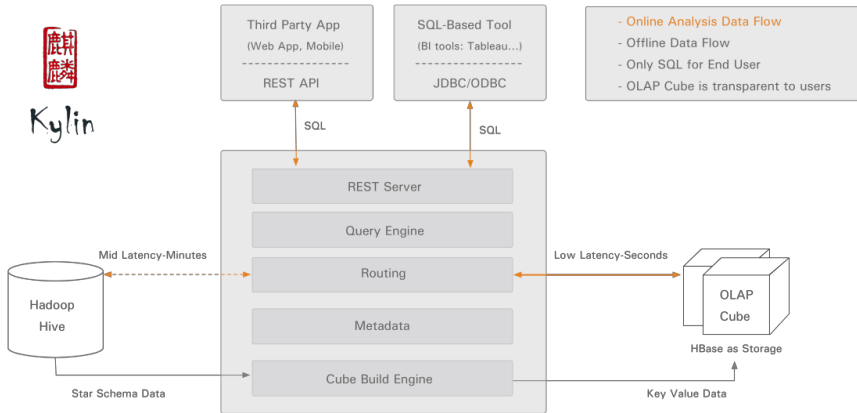 麒麟
Kylin
Third Party App
(Web App, Mobile)
REST API
SQL-Based Tool
(BI tools: Tableau...)
JDBC/ODBC
- Online Analysis Data Flow
- Offline Data Flow
- Only SQL for End User
- OLAP Cube is transparent to users
SQL
SQL
REST Server
Query Engine
Mid Latency-Minutes
Routing
Low Latency-Seconds
Hadoop
Hive
OLAP
Cube
Metadata
HBase as Storage
Cube Build Engine
Star Schema Data
Key Value Data